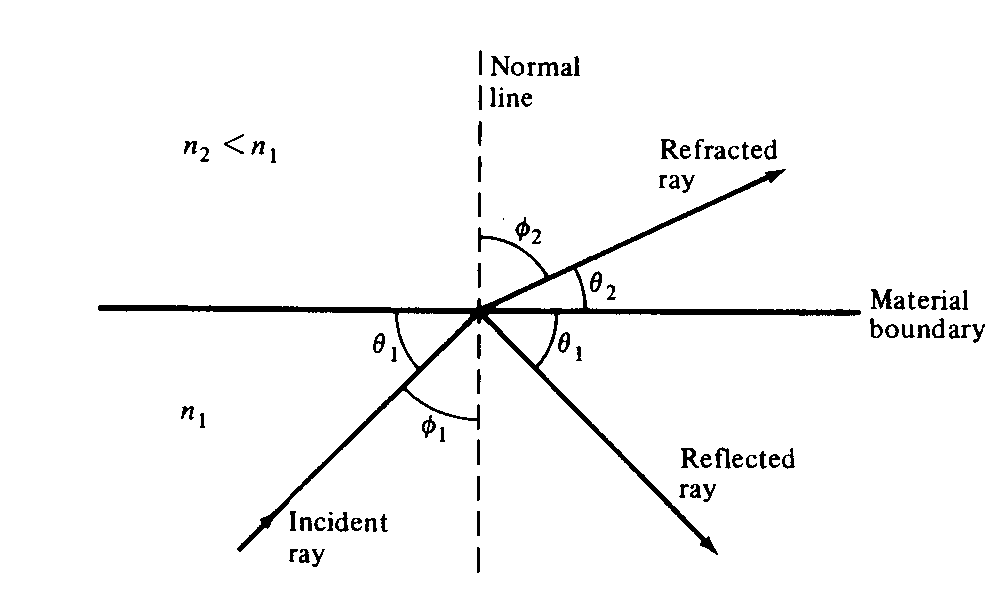 Normal
line
n₂ < n₁
Refracted
ray
ϕ₂
θ₂
Material
boundary
θ₁
θ₁
n₁
ϕ₁
Reflected
ray
Incident
ray